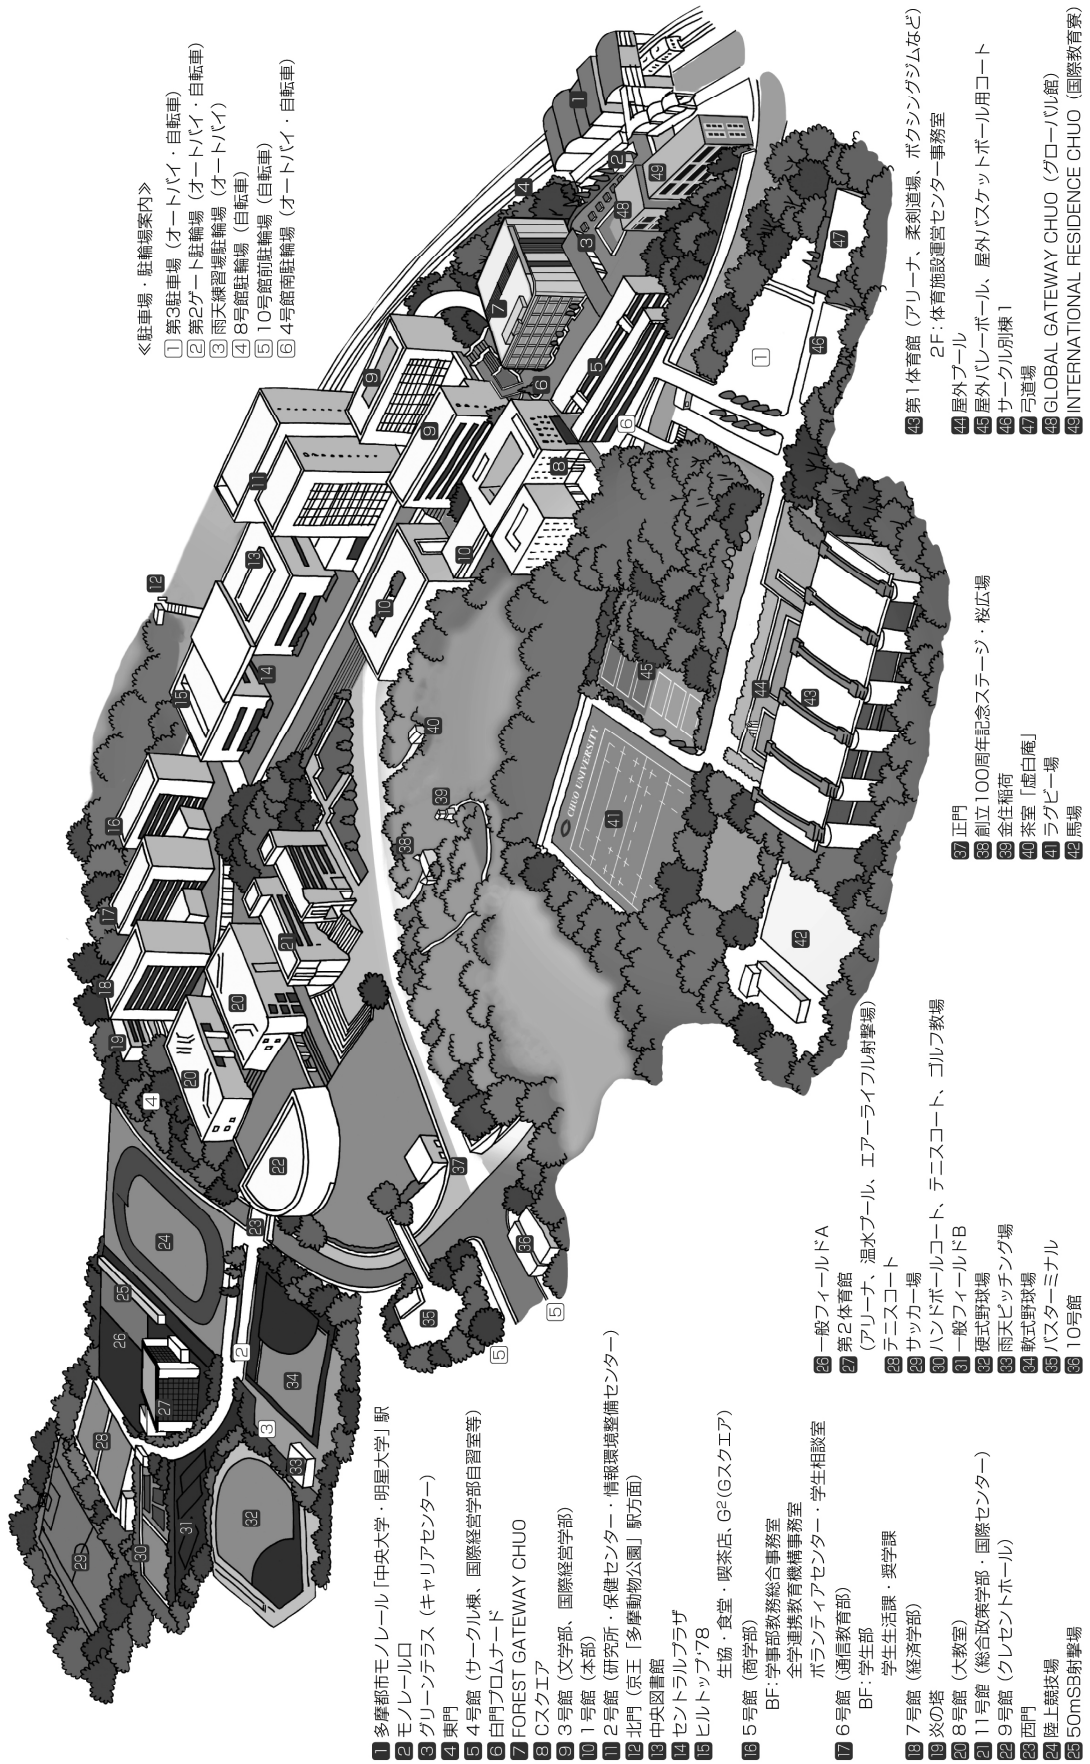 ≪駐車場・駐輪場案内≫
1 第3駐車場（オートバイ・自転車）
2 第2ゲート駐輪場（オートバイ・自転車）
3 雨天練習場駐輪場（オートバイ）
4 8号館駐輪場（自転車）
5 10号館前駐輪場（自転車）
6 4号館南駐輪場（オートバイ・自転車）
CHUO UNIVERSITY
1 多摩都市モノレール「中央大学・明星大学」駅
2 モノレール口
3 グリーンテラス（キャリアセンター）
4 東門
5 4号館（サークル棟、国際経営学部自習室等）
6 白門プロムナード
7 FOREST GATEWAY CHUO
8 Cスクエア
9 3号館（文学部、国際経営学部）
10 1号館（本部）
11 2号館（研究所・保健センター・情報環境整備センター）
12 北門（京王「多摩動物公園」駅方面）
13 中央図書館
14 セントラルプラザ
15 ヒルトップ'78
生協・食堂・喫茶店、G²（Gスクエア）
16 5号館（商学部）
BF：学事部教務総合事務室
全学連携教育機構事務室
ボランティアセンター・学生相談室
17 6号館（通信教育部）
BF：学生部
学生生活課・奨学課
18 7号館（経済学部）
19 炎の塔
20 8号館（大教室）
21 11号館（総合政策学部・国際センター）
22 9号館（クレセントホール）
23 西門
24 陸上競技場
25 50mSB射撃場
26 一般フィールドA
27 第2体育館
（アリーナ、温水プール、エアーライフル射撃場）
28 テニスコート
29 サッカー場
30 ハンドボールコート、テニスコート、ゴルフ教場
31 一般フィールドB
32 硬式野球場
33 雨天ピッチング場
34 軟式野球場
35 バスターミナル
36 10号館
37 正門
38 創立100周年記念ステージ・桜広場
39 金住稲荷
40 茶室「虚白庵」
41 ラグビー場
42 馬場
43 第1体育館（アリーナ、柔剣道場、ボクシングジムなど）
2F：体育施設運営センター事務室
44 屋外プール
45 屋外バレーボール、屋外バスケットボール用コート
46 サークル別棟1
47 弓道場
48 GLOBAL GATEWAY CHUO（グローバル館）
49 INTERNATIONAL RESIDENCE CHUO（国際教育寮）